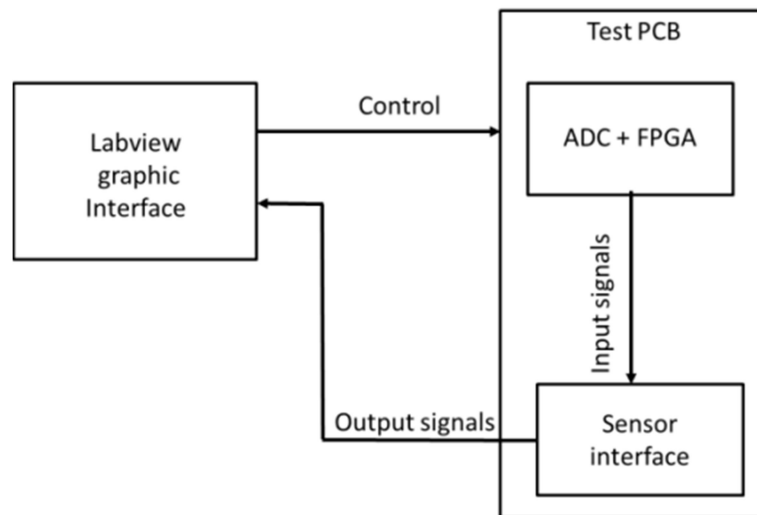 Test PCB
Labview
graphic
Interface
Control
ADC + FPGA
Input signals
Output signals
Sensor
interface